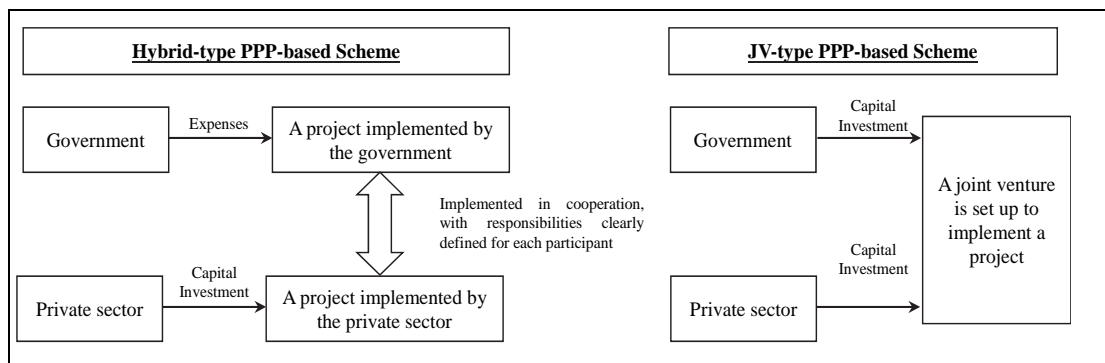 Hybrid-type PPP-based Scheme
Government
Expenses
A project implemented by
the government
Implemented in cooperation,
with responsibilities clearly
defined for each participant
Private sector
Capital
Investment
A project implemented by
the private sector
JV-type PPP-based Scheme
Government
Capital
Investment
A joint venture
is set up to
implement a
project
Private sector
Capital
Investment